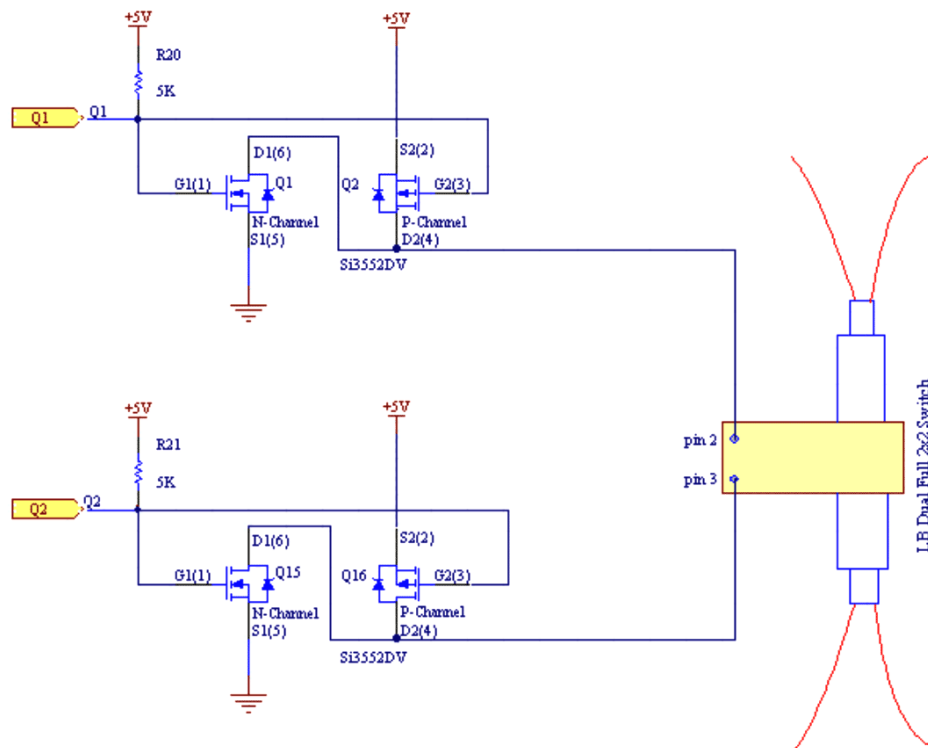 +5V
+5V
R20
5K
Q1
Q1
D1(6)
S2(2)
G1(1)
Q1
Q2
G2(3)
N-Channel
S1(5)
P-Channel
D2(4)
Si3552DV
+5V
+5V
R21
5K
pin 2
pin 3
LB Dual Full 2x2 Switch
Q2
Q2
D1(6)
S2(2)
G1(1)
Q15
Q16
G2(3)
N-Channel
S1(5)
P-Channel
D2(4)
Si3552DV